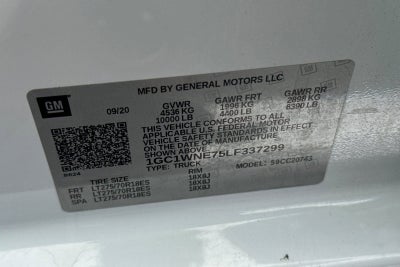 GM
MFD BY GENERAL MOTORS LLC
09/20
GVWR GAWR FRT GAWR RR
4536 KG 1996 KG 2898 KG
10000 LB 4400 LB 6390 LB
THIS VEHICLE CONFORMS TO ALL
APPLICABLE U.S. FEDERAL MOTOR
VEHICLE SAFETY STANDARDS IN
EFFECT ON THE DATE OF
MANUFACTURE SHOWN ABOVE.
1GC1WNE75LF337299
TYPE: TRUCK MODEL:
TIRE SIZE RIM
FRT LT275/70R18ES 18X8J
RR LT275/70R18ES 18X8J
SPA LT275/70R18ES 18X8J